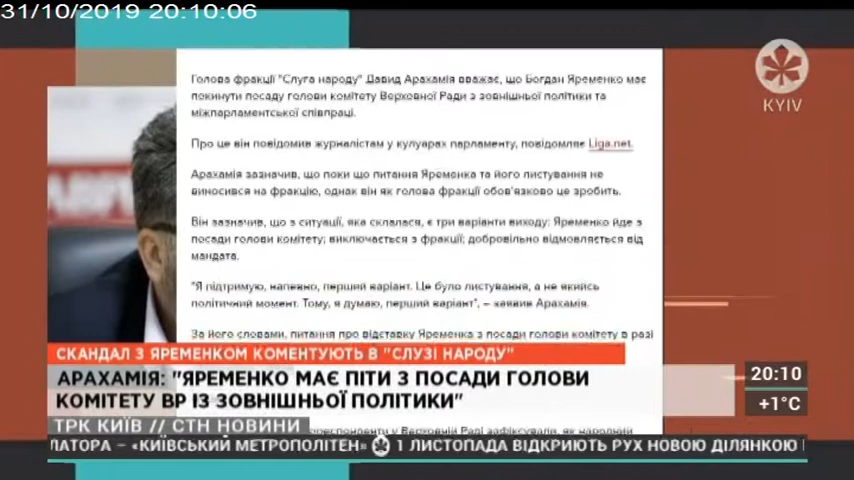 31/10/2019 20:10:06
Голова фракції "Слуга народу" Давид Арахамія вважає, що Богдан Яременко має
покинути посаду голови комітету Верховної Ради з зовнішньої політики та
міжпарламентської співпраці.
Про це він повідомив журналістам у кулуарах парламенту, повідомляє Liga.net.
Арахамія зазначив, що поки що питання Яременка та його листування не
виносився на фракцію, однак він як голова фракції обов'язково це зробить.
Він зазначив, що з ситуації, яка склалася, є три варіанти виходу: Яременко йде з
посади голови комітету; виключається з фракції; добровільно відмовляється від
мандата.
"Я підтримую, напевно, перший варіант. Це було листування, а не якийсь
політичний момент. Тому, я думаю, перший варіант", – заявив Арахамія.
За його словами, питання про відставку Яременка з посади голови комітету в разі
KYIV
СКАНДАЛ З ЯРЕМЕНКОМ КОМЕНТУЮТЬ В "СЛУЗІ НАРОДУ"
АРАХАМІЯ: "ЯРЕМЕНКО МАЄ ПІТИ З ПОСАДИ ГОЛОВИ
КОМІТЕТУ ВР ІЗ ЗОВНІШНЬОЇ ПОЛІТИКИ"
20:10
+1°C
ТРК КИЇВ // СТН НОВИНИ
у Верховній Раді зафіксували, як народний
ЛАТОРА – «КИЇВСЬКИЙ МЕТРОПОЛІТЕН» 1 ЛИСТОПАДА ВІДКРИЮТЬ РУХ НОВОЮ ДІЛЯНКОЮ